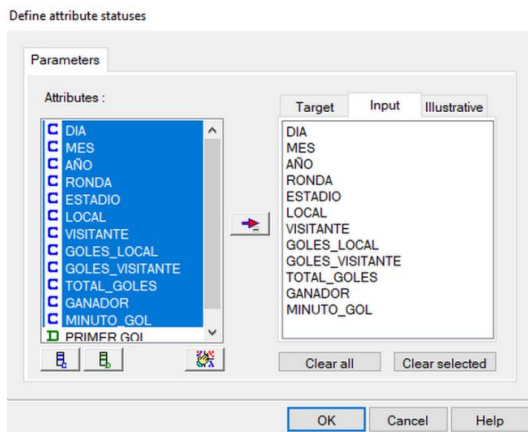 Define attribute statuses
Parameters
Attributes :
C DIA
C MES
C AÑO
C RONDA
C ESTADIO
C LOCAL
C VISITANTE
C GOLES_LOCAL
C GOLES_VISITANTE
C TOTAL_GOLES
C GANADOR
C MINUTO_GOL
D PRIMER GOL
Target Input Illustrative
DIA
MES
AÑO
RONDA
ESTADIO
LOCAL
VISITANTE
GOLES_LOCAL
GOLES_VISITANTE
TOTAL_GOLES
GANADOR
MINUTO_GOL
Clear all Clear selected
OK Cancel Help